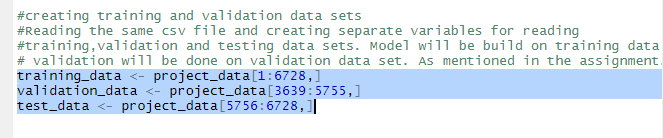 #creating training and validation data sets
#Reading the same csv file and creating separate variables for reading
#training,validation and testing data sets. Model will be build on training data
# validation will be done on validation data set. As mentioned in the assignment
training_data <- project_data[1:6728,]
validation_data <- project_data[3639:5755,]
test_data <- project_data[5756:6728,]